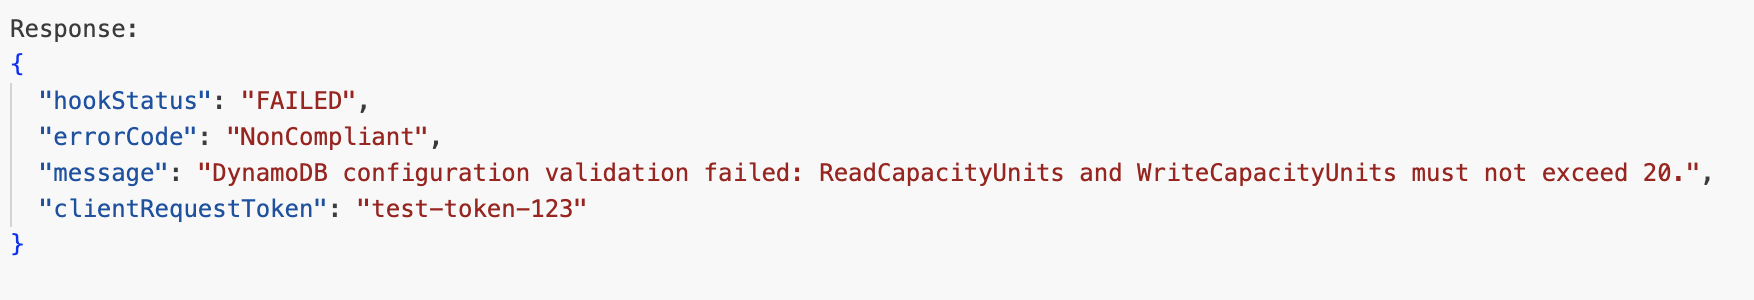 Response:
{
"hookStatus": "FAILED",
"errorCode": "NonCompliant",
"message": "DynamoDB configuration validation failed: ReadCapacityUnits and WriteCapacityUnits must not exceed 20.",
"clientRequestToken": "test-token-123"
}